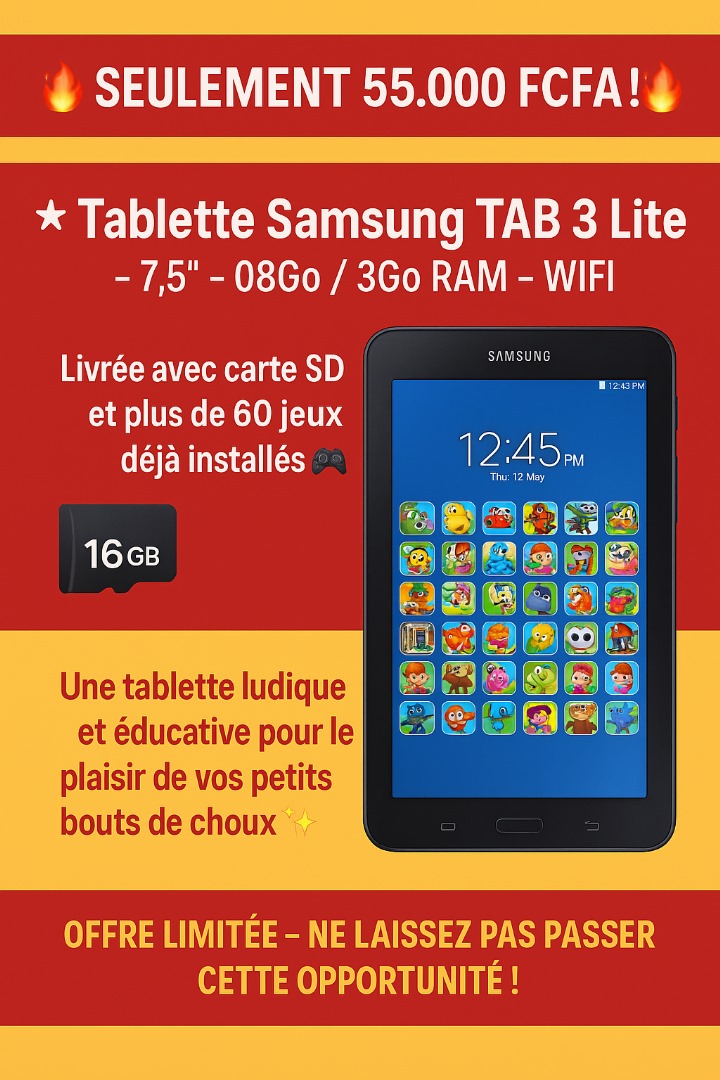 🔥 SEULEMENT 55.000 FCFA!🔥
★ Tablette Samsung TAB 3 Lite
– 7,5" – 08Go / 3Go RAM – WIFI
Livrée avec carte SD
et plus de 60 jeux
déjà installés 🎮
16 GB
SAMSUNG
12:43 PM
12:45 PM
Thu: 12 May
Une tablette ludique
et éducative pour le
plaisir de vos petits
bouts de choux ✨
OFFRE LIMITÉE – NE LAISSEZ PAS PASSER
CETTE OPPORTUNITÉ !